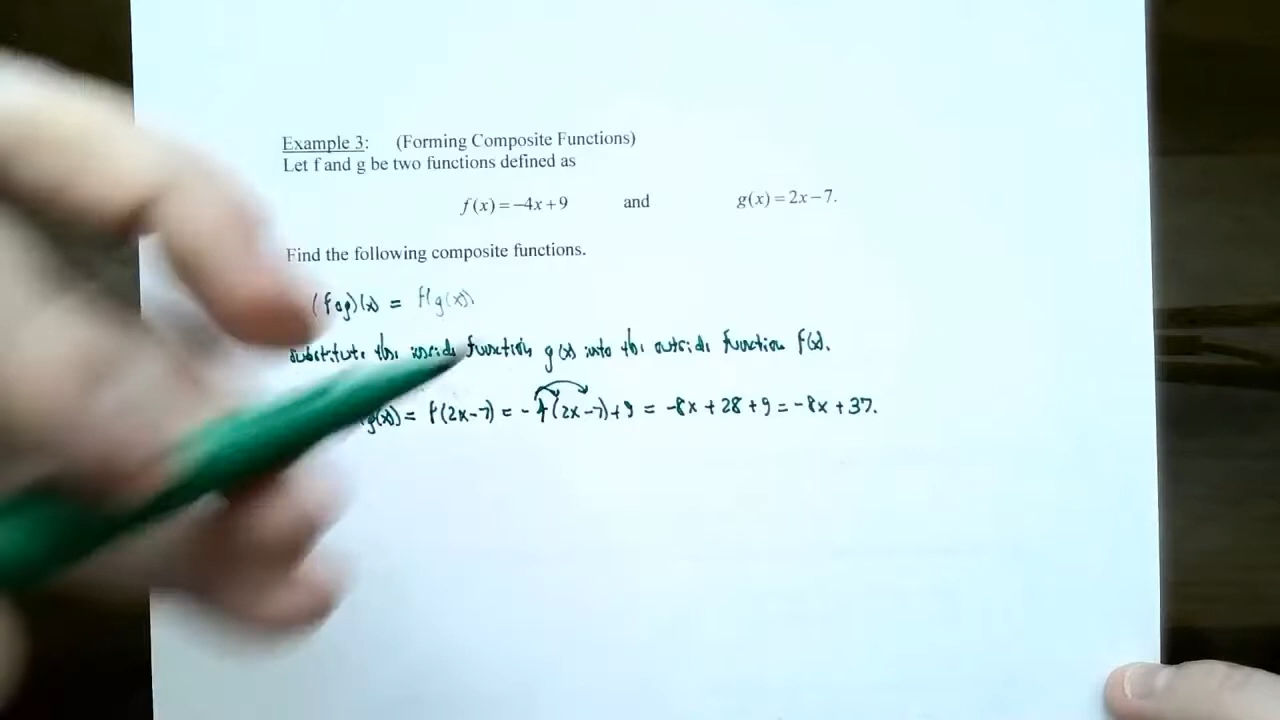 Example 3: (Forming Composite Functions)
Let f and g be two functions defined as
f(x)=−4x+9 and g(x)=2x−7.
Find the following composite functions.
(f∘g)(x) = f(g(x)).
Substitute the inside function g(x) into the outside function f(x).
g(x)) = f(2x−7) = −4(2x−7)+9 = −8x+28+9 = −8x+37.